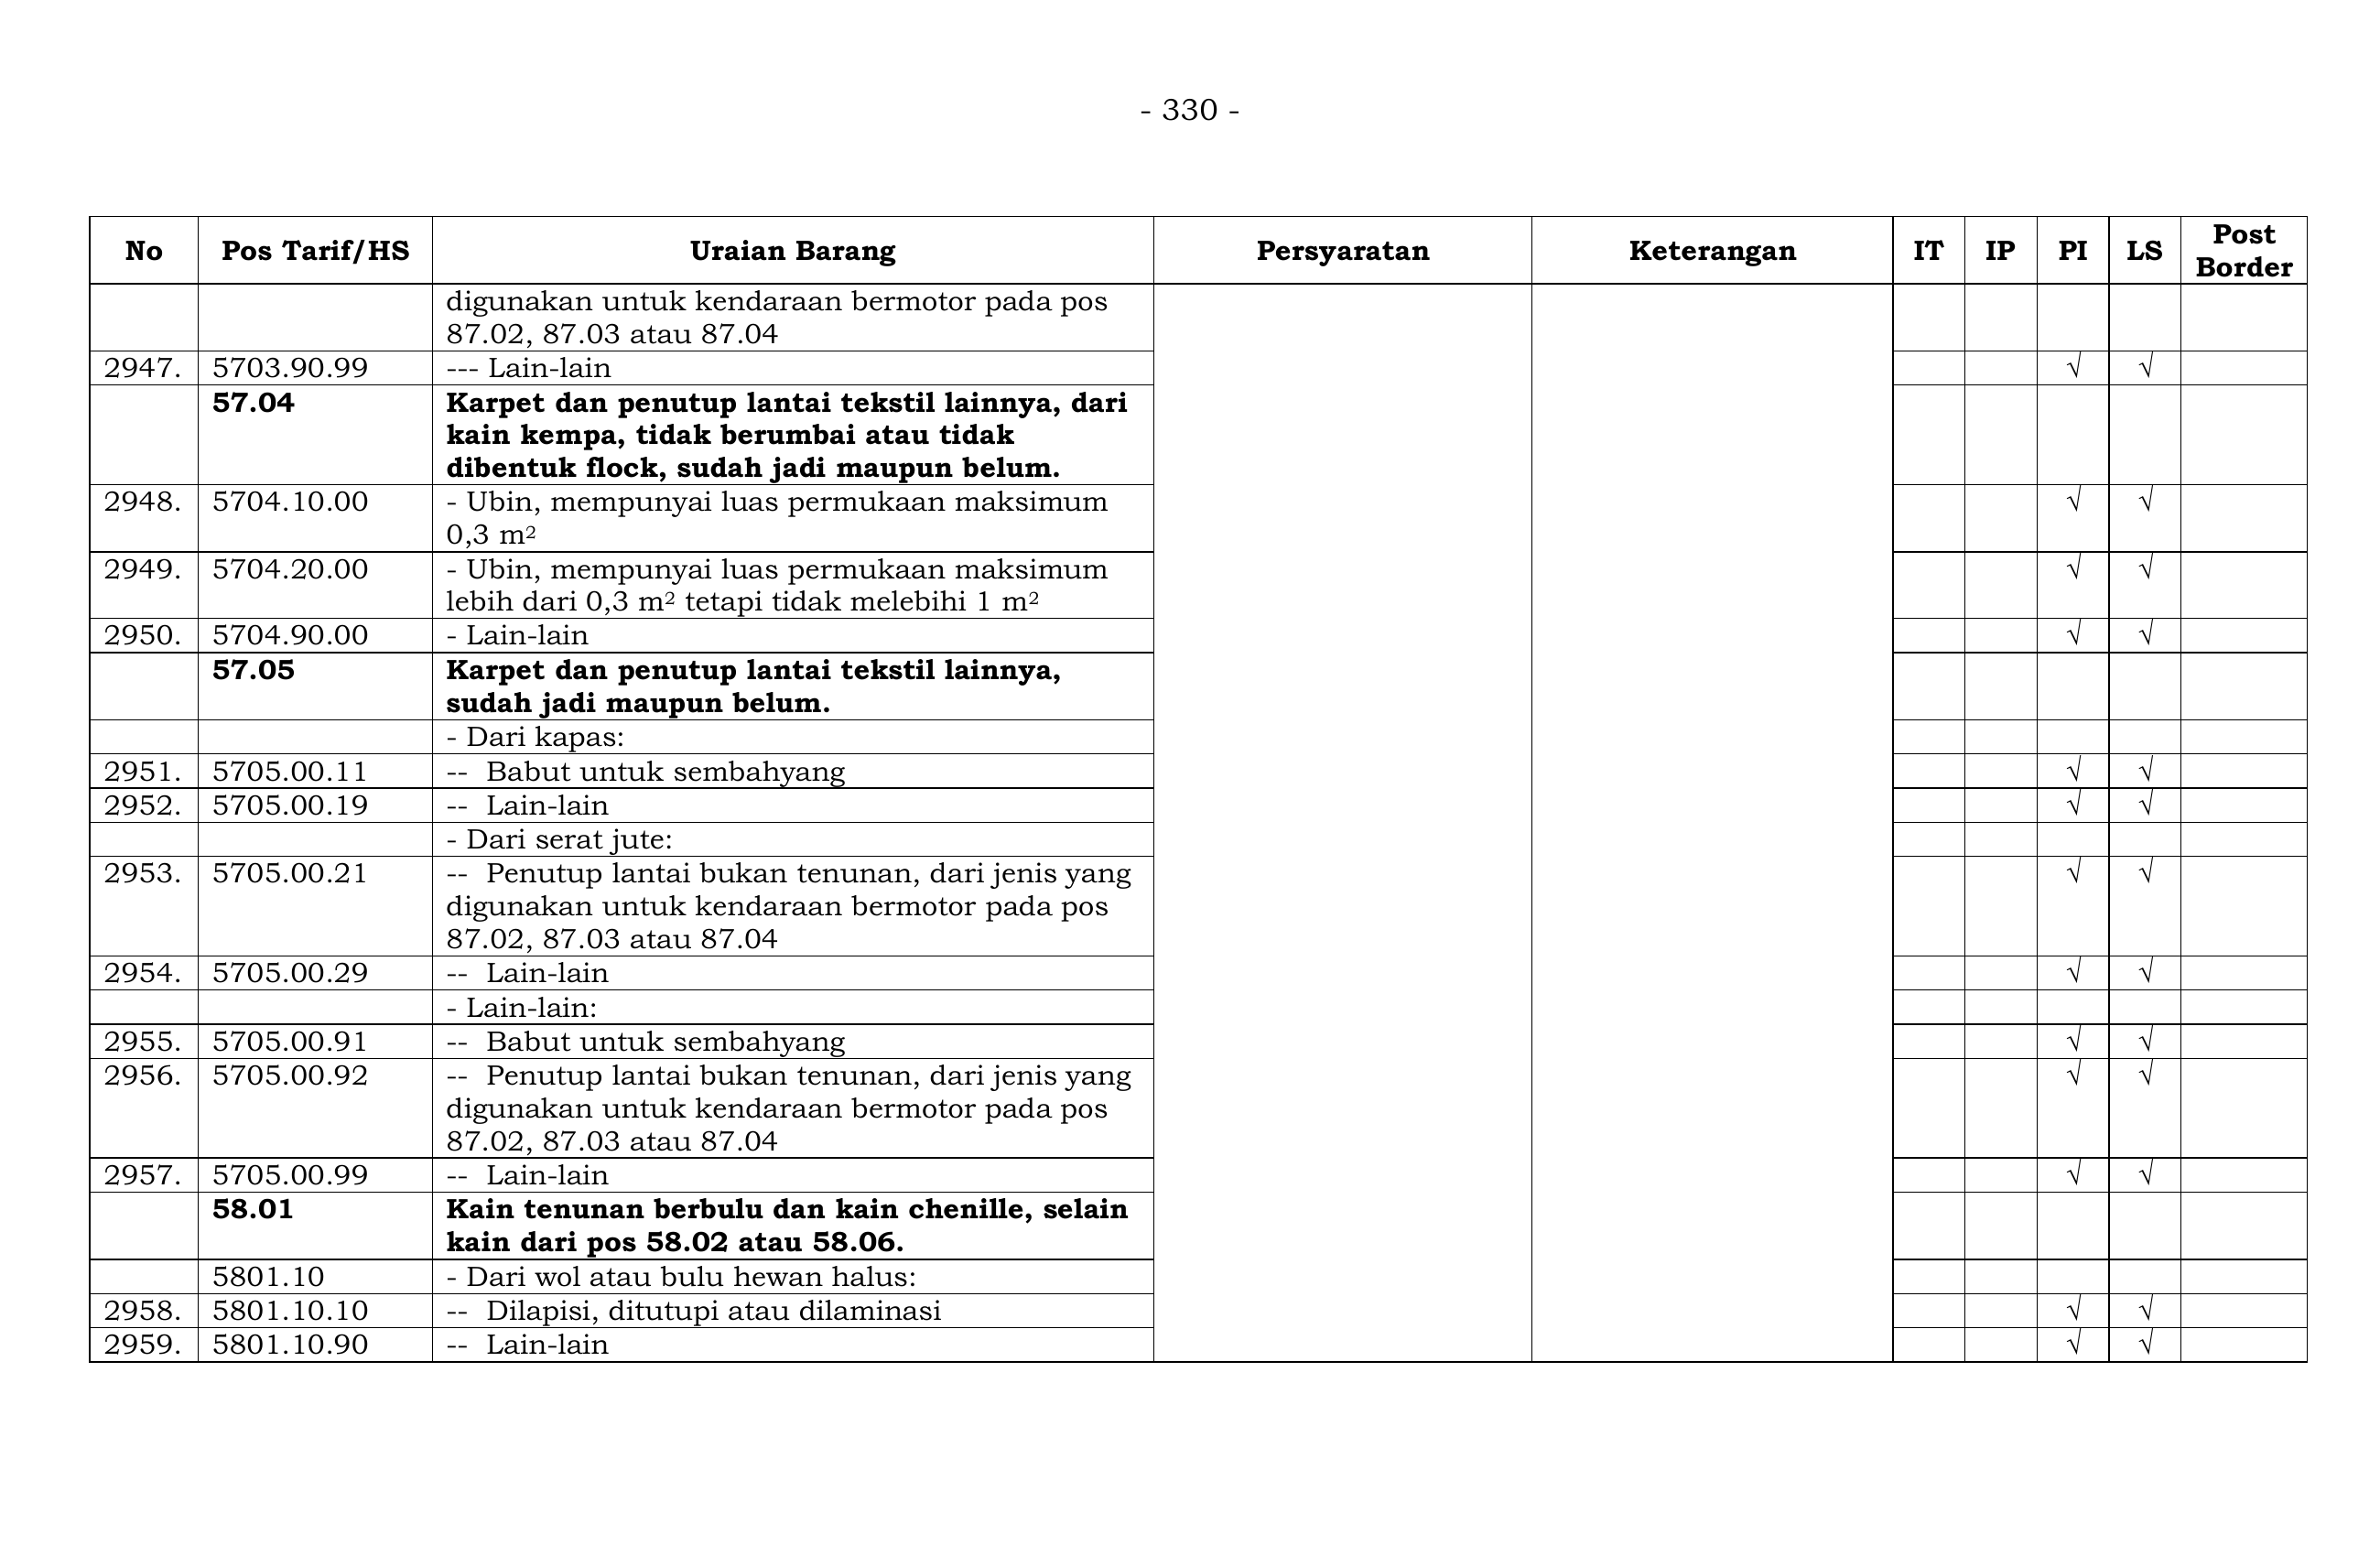 - 330 -
No Pos Tarif/HS Uraian Barang Persyaratan Keterangan IT IP PI LS Post Border
digunakan untuk kendaraan bermotor pada pos
87.02, 87.03 atau 87.04
2947. 5703.90.99 --- Lain-lain √ √
57.04 Karpet dan penutup lantai tekstil lainnya, dari
kain kempa, tidak berumbai atau tidak
dibentuk flock, sudah jadi maupun belum.
2948. 5704.10.00 - Ubin, mempunyai luas permukaan maksimum √ √
0,3 m²
2949. 5704.20.00 - Ubin, mempunyai luas permukaan maksimum √ √
lebih dari 0,3 m² tetapi tidak melebihi 1 m²
2950. 5704.90.00 - Lain-lain √ √
57.05 Karpet dan penutup lantai tekstil lainnya,
sudah jadi maupun belum.
- Dari kapas:
2951. 5705.00.11 -- Babut untuk sembahyang √ √
2952. 5705.00.19 -- Lain-lain √ √
- Dari serat jute:
2953. 5705.00.21 -- Penutup lantai bukan tenunan, dari jenis yang √ √
digunakan untuk kendaraan bermotor pada pos
87.02, 87.03 atau 87.04
2954. 5705.00.29 -- Lain-lain √ √
- Lain-lain:
2955. 5705.00.91 -- Babut untuk sembahyang √ √
2956. 5705.00.92 -- Penutup lantai bukan tenunan, dari jenis yang √ √
digunakan untuk kendaraan bermotor pada pos
87.02, 87.03 atau 87.04
2957. 5705.00.99 -- Lain-lain √ √
58.01 Kain tenunan berbulu dan kain chenille, selain
kain dari pos 58.02 atau 58.06.
5801.10 - Dari wol atau bulu hewan halus:
2958. 5801.10.10 -- Dilapisi, ditutupi atau dilaminasi √ √
2959. 5801.10.90 -- Lain-lain √ √